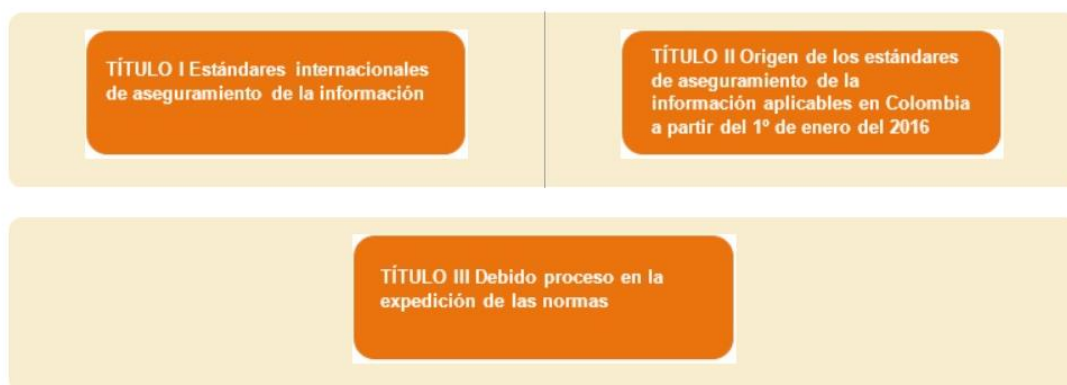 TÍTULO I Estándares internacionales
de aseguramiento de la información
TÍTULO II Origen de los estándares
de aseguramiento de la
información aplicables en Colombia
a partir del 1º de enero del 2016
TÍTULO III Debido proceso en la
expedición de las normas